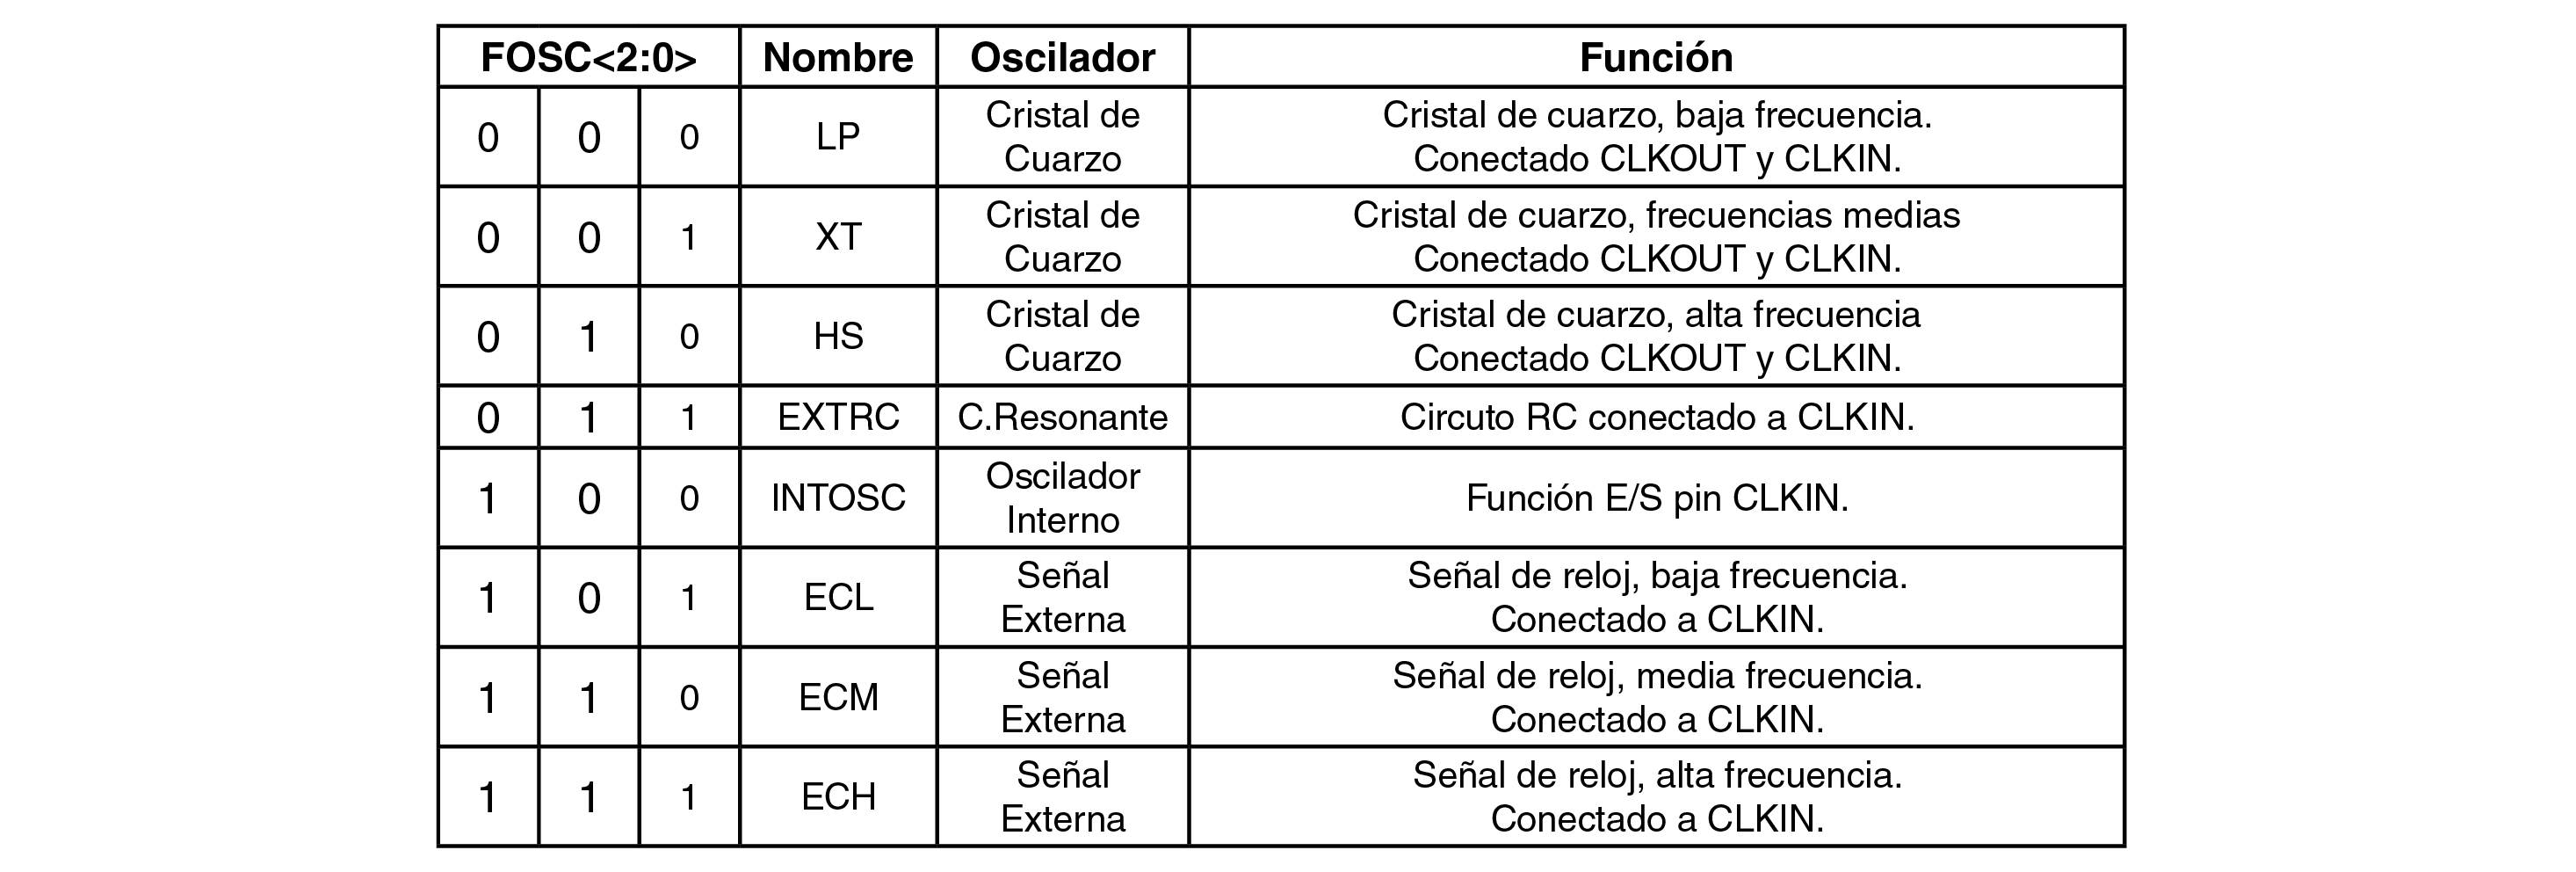 FOSC<2:0> Nombre Oscilador Función
0 0 0 LP Cristal de Cuarzo Cristal de cuarzo, baja frecuencia. Conectado CLKOUT y CLKIN.
0 0 1 XT Cristal de Cuarzo Cristal de cuarzo, frecuencias medias Conectado CLKOUT y CLKIN.
0 1 0 HS Cristal de Cuarzo Cristal de cuarzo, alta frecuencia Conectado CLKOUT y CLKIN.
0 1 1 EXTRC C.Resonante Circuto RC conectado a CLKIN.
1 0 0 INTOSC Oscilador Interno Función E/S pin CLKIN.
1 0 1 ECL Señal Externa Señal de reloj, baja frecuencia. Conectado a CLKIN.
1 1 0 ECM Señal Externa Señal de reloj, media frecuencia. Conectado a CLKIN.
1 1 1 ECH Señal Externa Señal de reloj, alta frecuencia. Conectado a CLKIN.